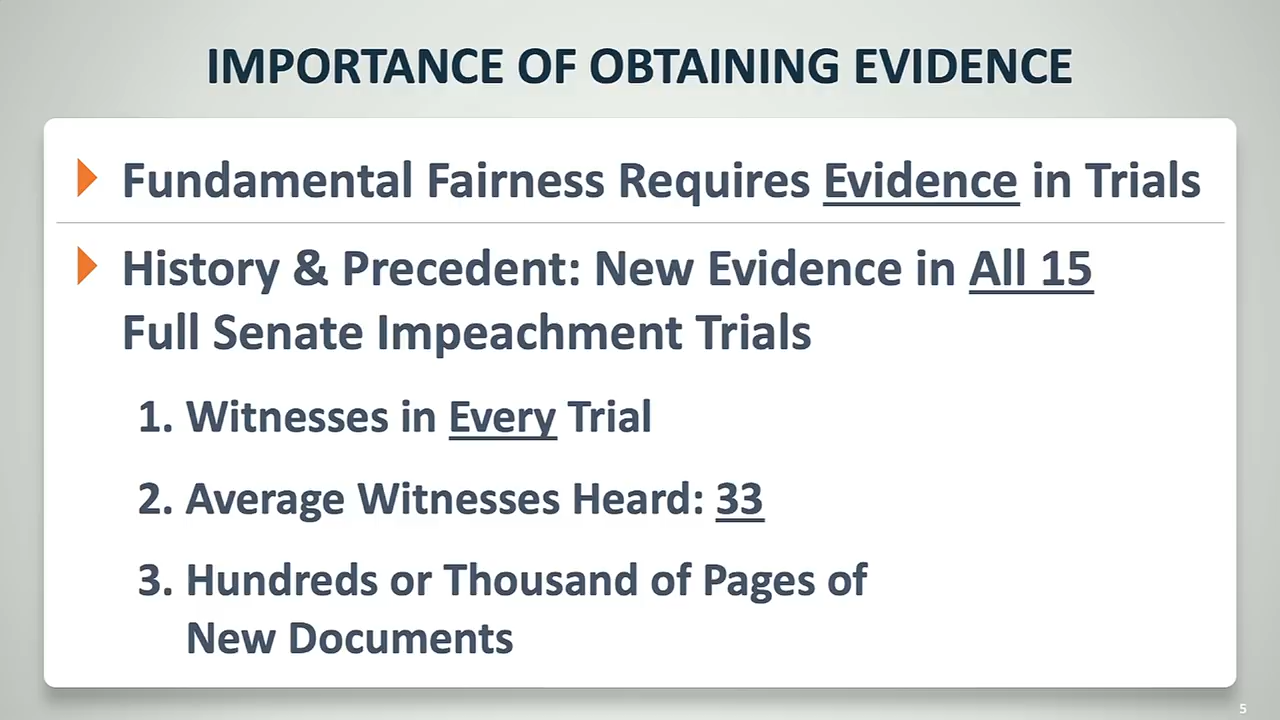 IMPORTANCE OF OBTAINING EVIDENCE
Fundamental Fairness Requires Evidence in Trials
History & Precedent: New Evidence in All 15
Full Senate Impeachment Trials
1. Witnesses in Every Trial
2. Average Witnesses Heard: 33
3. Hundreds or Thousand of Pages of
New Documents
5